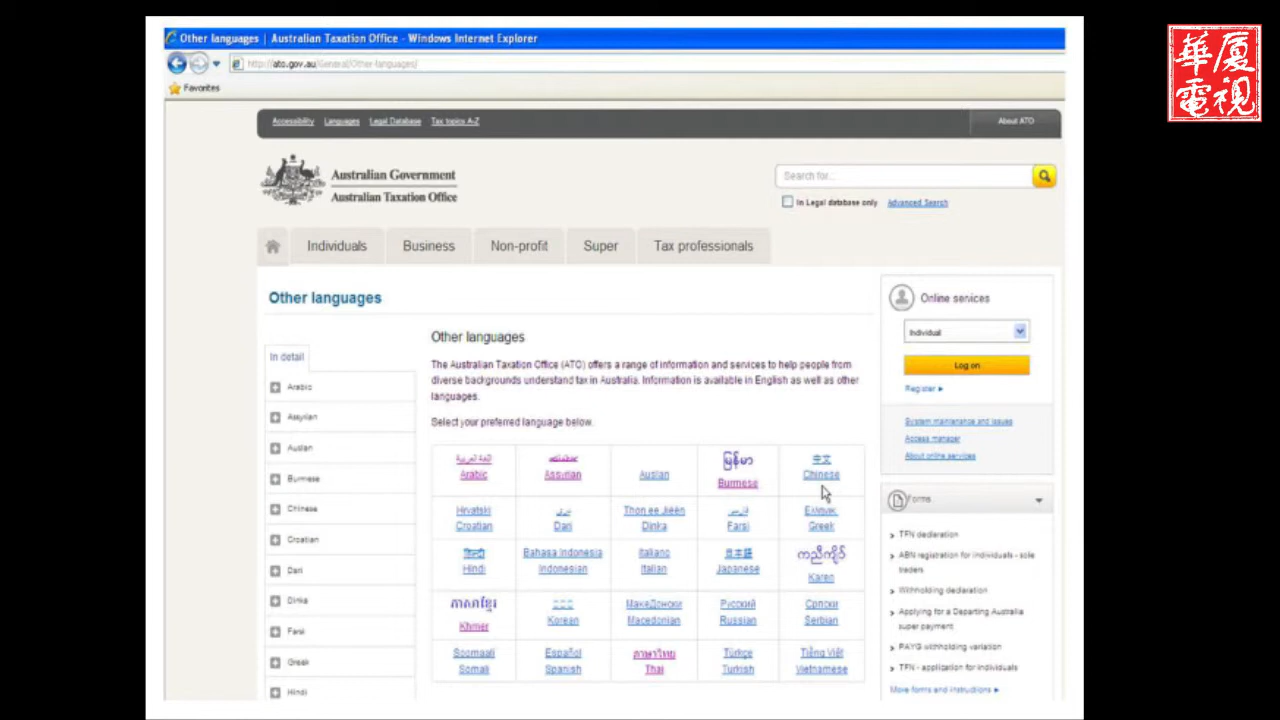 Other languages | Australian Taxation Office - Windows Internet Explorer
http://ato.gov.au/General/Other-languages/
Favorites
Accessibility Languages Legal Database Tax topics A-Z
About ATO
華厦
電視
Australian Government
Australian Taxation Office
Search for...
In Legal database only Advanced Search
Individuals Business Non-profit Super Tax professionals
Other languages
In detail
Arabic
Assyrian
Auslan
Burmese
Chinese
Croatian
Dari
Dinka
Farsi
Greek
Hindi
Other languages
The Australian Taxation Office (ATO) offers a range of information and services to help people from
diverse backgrounds understand tax in Australia. Information is available in English as well as other
languages.
Select your preferred language below.
မြန်မာ 中文
Arabic Assyrian Auslan Burmese Chinese
Hrvatski Thon ee Jieen
Croatian Dari Dinka Farsi Greek
हिन्दी Bahasa Indonesia Italiano 日本語
Hindi Indonesian Italian Japanese Karen
ភាសាខ្មែរ Македонски Русский Српски
Khmer Korean Macedonian Russian Serbian
Soomaali Español ภาษาไทย Türkçe Tiếng Việt
Somali Spanish Thai Turkish Vietnamese
Online services
Individual
Log on
Register
System maintenance and issues
Access manager
About online services
Forms
TFN declaration
ABN registration for individuals - sole
traders
Withholding declaration
Applying for a Departing Australia
super payment
PAYG withholding variation
TFN - application for individuals
More forms and instructions